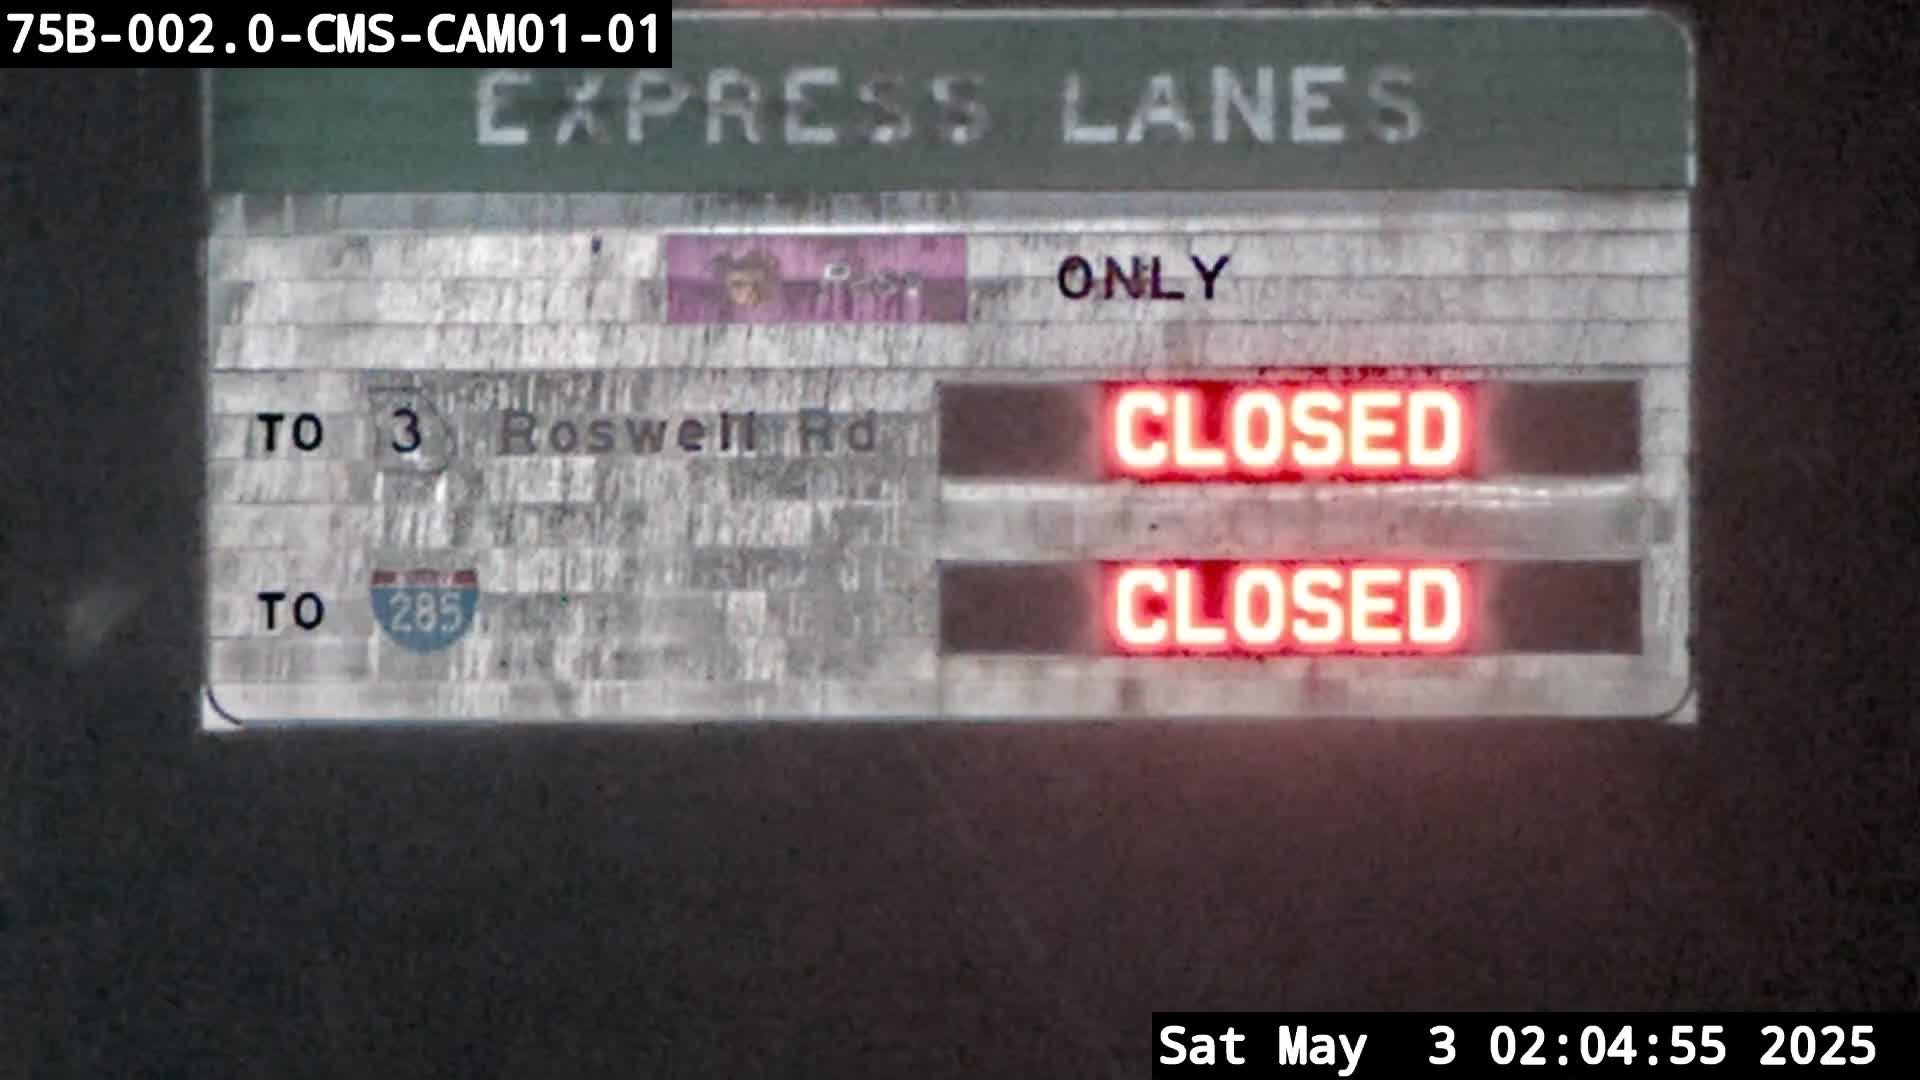 75B-002.0-CMS-CAM01-01
EXPRESS LANES
ONLY
TO 3 Roswell Rd CLOSED
TO 285 CLOSED
Sat May 3 02:04:55 2025